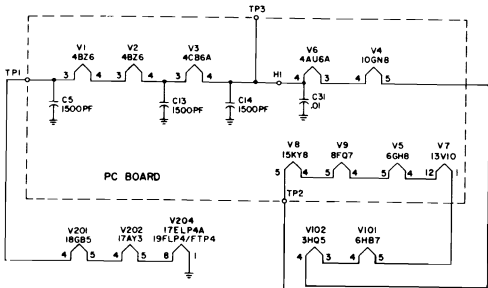 TP3
V1
4BZ6
V2
4BZ6
V3
4CB6A
V6
4AU6A
V4
10GN8
TP1
3 4 3 4 3 4 H1 4 3 4 5
C5
1500PF
C13
1500PF
C14
1500PF
C31
.01
V8
15KY8
V9
8FQ7
V5
6GH8
V7
13V10
5 4 5 4 5 4 12 1
PC BOARD
TP2
V201
18GB5
V202
17AY3
V204
17ELP4A
19FLP4/FTP4
V102
3HQ5
V101
6HB7
4 5 4 5 8 1
4 3 4 5